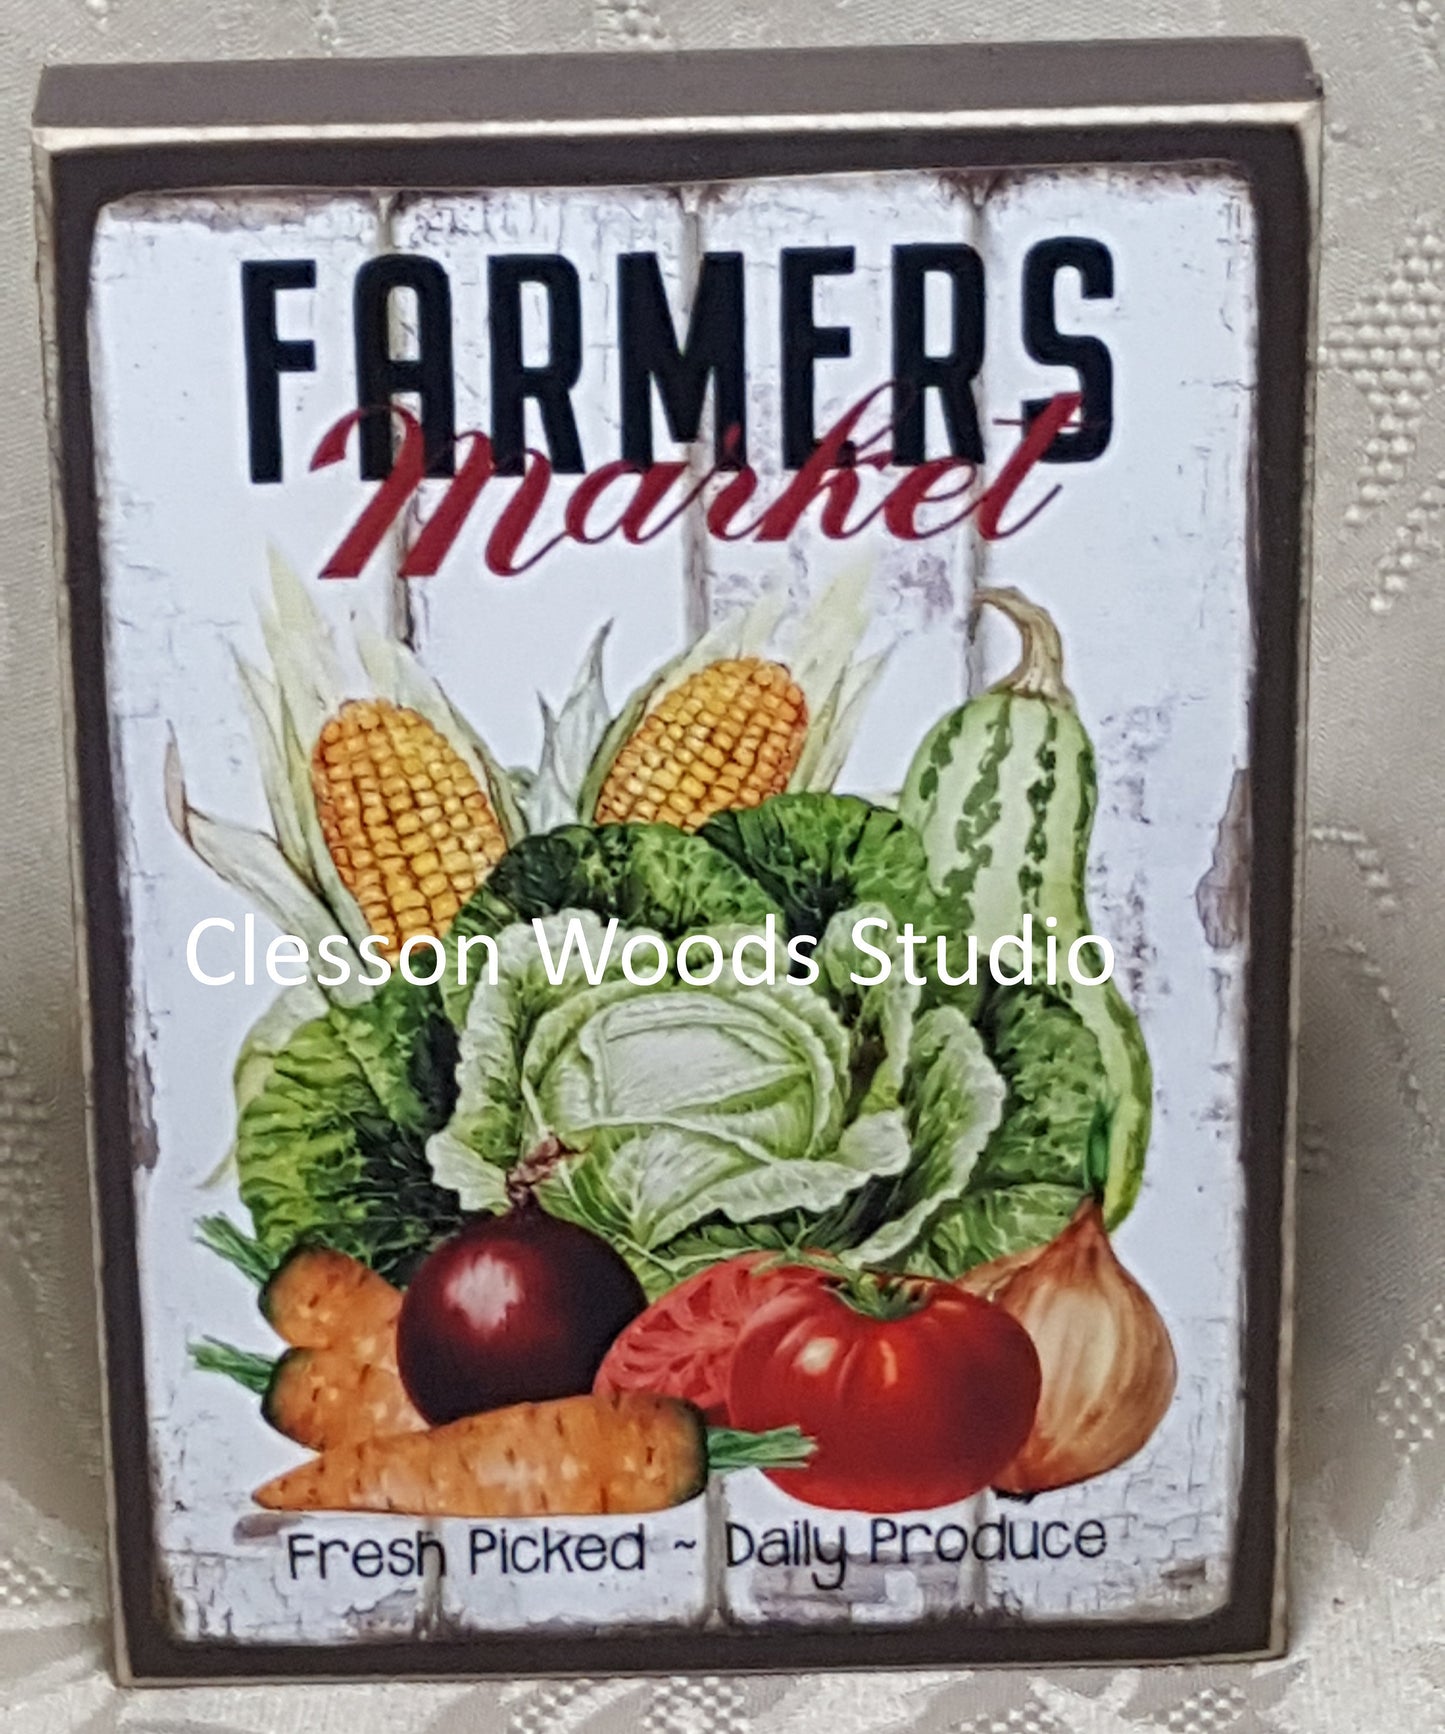 FARMERS
Market
Clesson Woods Studio
Fresh Picked ~ Daily Produce